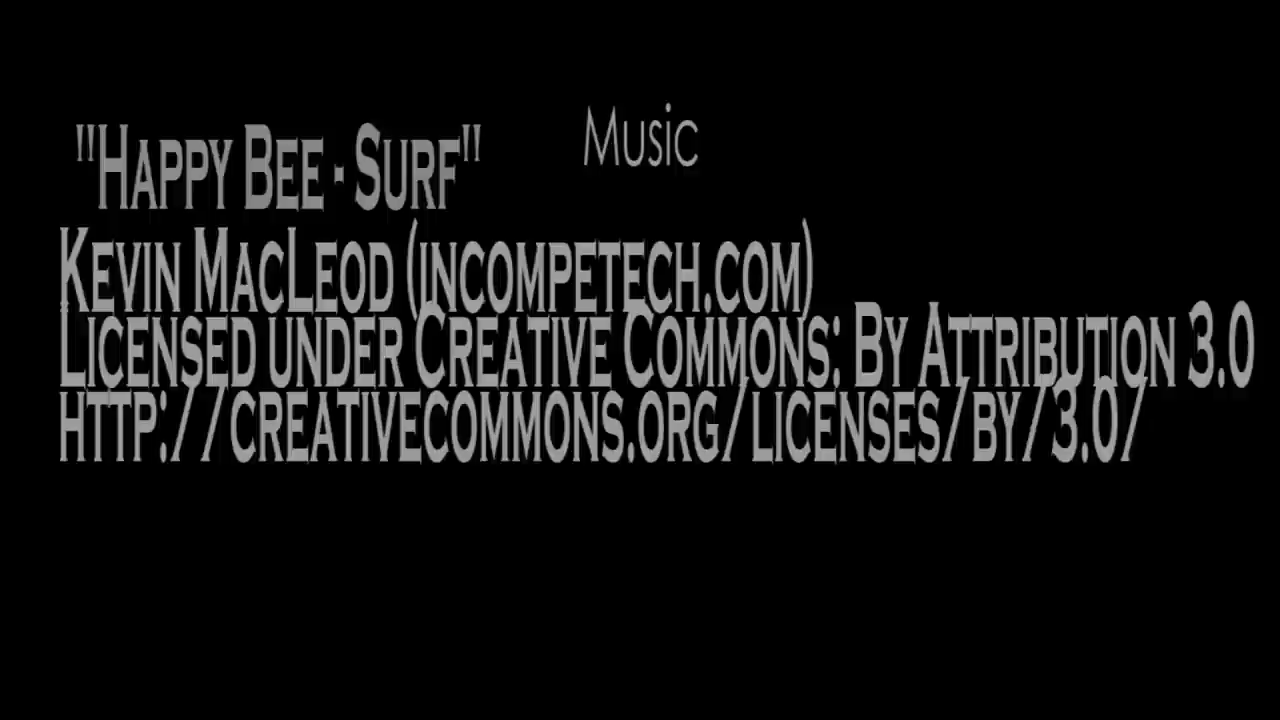 Music
"Happy Bee - Surf"
Kevin MacLeod (incompetech.com)
Licensed under Creative Commons: By Attribution 3.0
http://creativecommons.org/licenses/by/3.0/